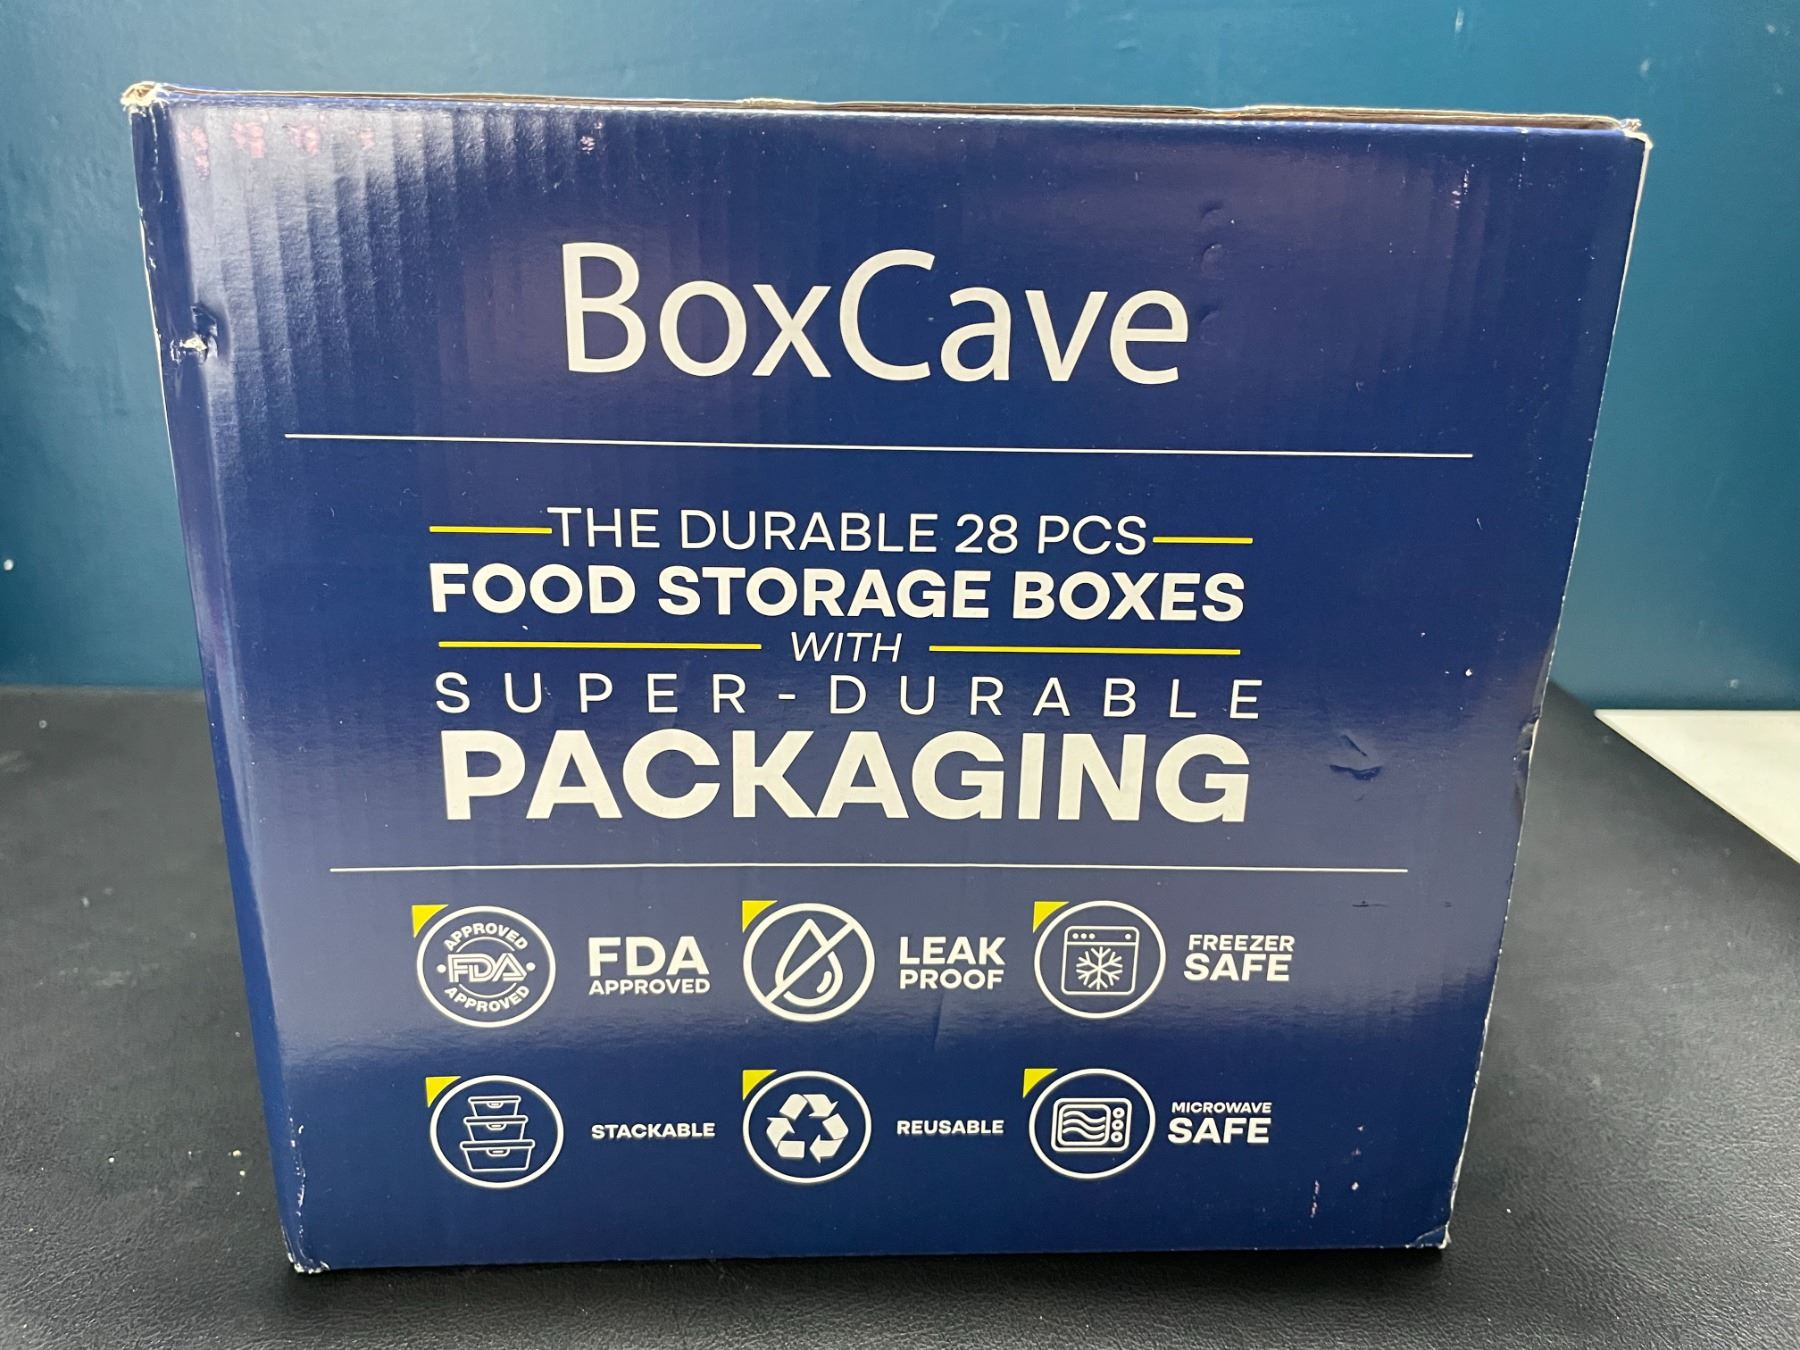 BoxCave
THE DURABLE 28 PCS
FOOD STORAGE BOXES
WITH
SUPER-DURABLE
PACKAGING
APPROVED
FDA
APPROVED
FDA
APPROVED
LEAK
PROOF
FREEZER
SAFE
STACKABLE
REUSABLE
MICROWAVE
SAFE